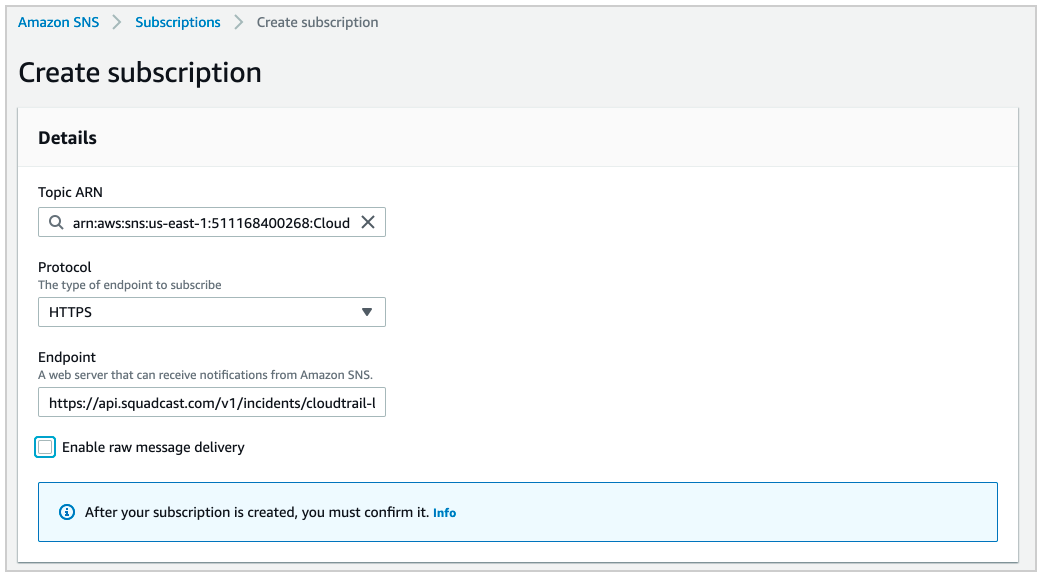 Amazon SNS > Subscriptions > Create subscription
Create subscription
Details
Topic ARN
arn:aws:sns:us-east-1:511168400268:Cloud
Protocol
The type of endpoint to subscribe
HTTPS
Endpoint
A web server that can receive notifications from Amazon SNS.
https://api.squadcast.com/v1/incidents/cloudtrail-l
Enable raw message delivery
After your subscription is created, you must confirm it. Info